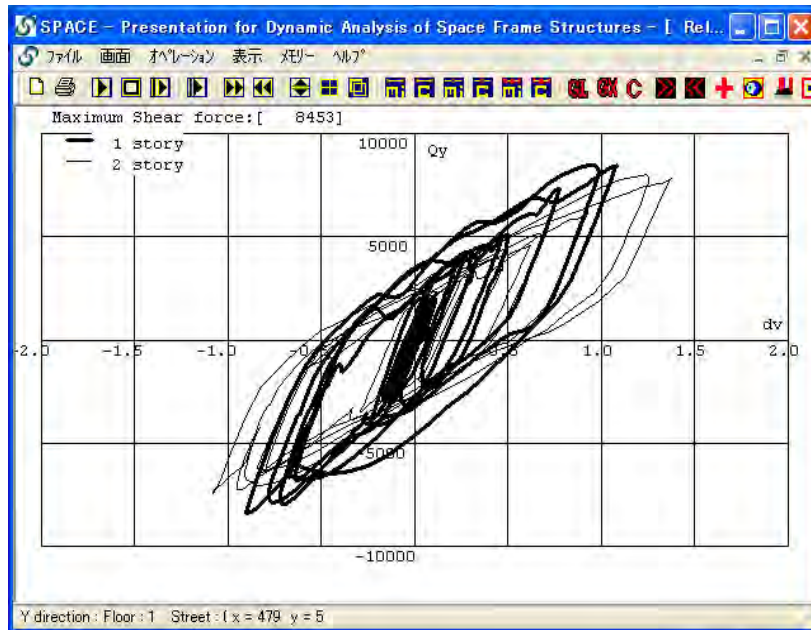 SPACE - Presentation for Dynamic Analysis of Space Frame Structures - [ Rel...
ファイル 画面 オペレーション 表示 メモリー ヘルプ
GL GX C
Maximum Shear force:[ 8453]
1 story
2 story
10000
Qy
5000
dv
-2.0
-1.5
-1.0
1.0
1.5
2.0
-5000
-10000
Y direction : Floor : 1 Street : ( x = 479 y = 5